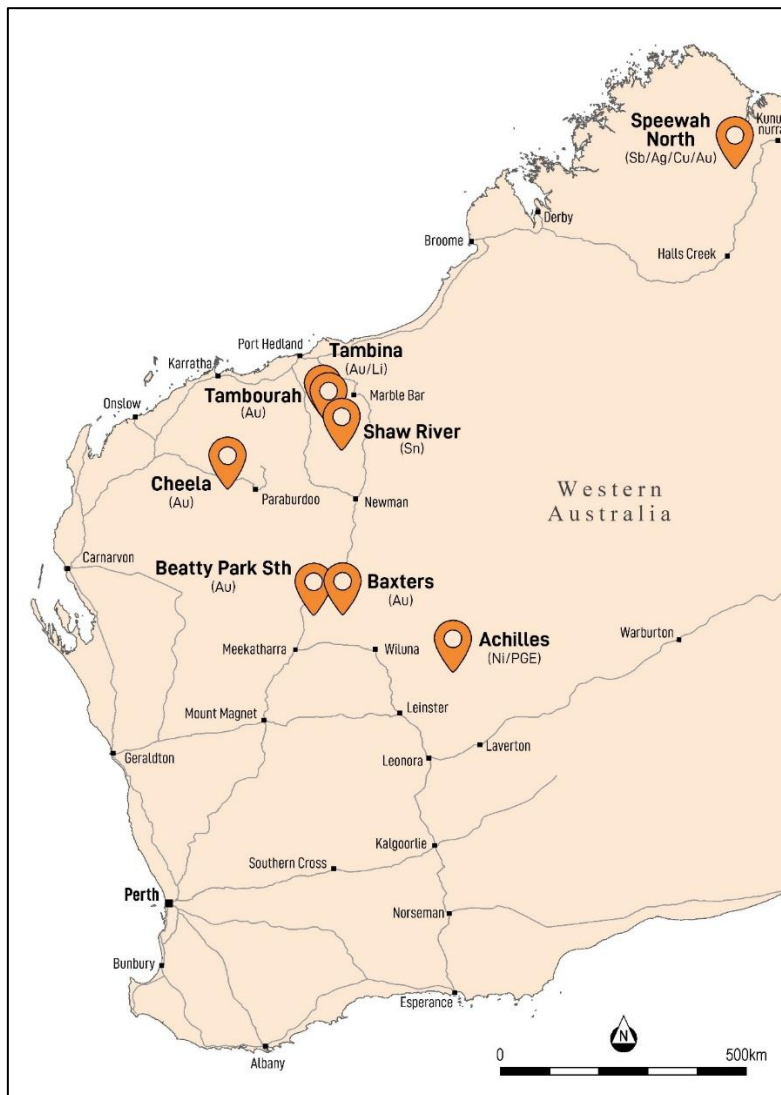 Speewah
North
(Sb/Ag/Cu/Au)
Kunu
nurra
Derby
Broome
Halls Creek
Port Hedland
Tambina
(Au/Li)
Karratha
Tambourah
(Au)
Marble Bar
Onslow
Shaw River
(Sn)
Cheela
(Au)
Paraburdoo
Newman
Western
Australia
Carnarvon
Beatty Park Sth
(Au)
Baxters
(Au)
Achilles
(Ni/PGE)
Warburton
Meekatharra
Wiluna
Mount Magnet
Leinster
Geraldton
Leonora
Laverton
Kalgoorlie
Southern Cross
Perth
Norseman
Bunbury
Esperance
Albany
N
0
500km